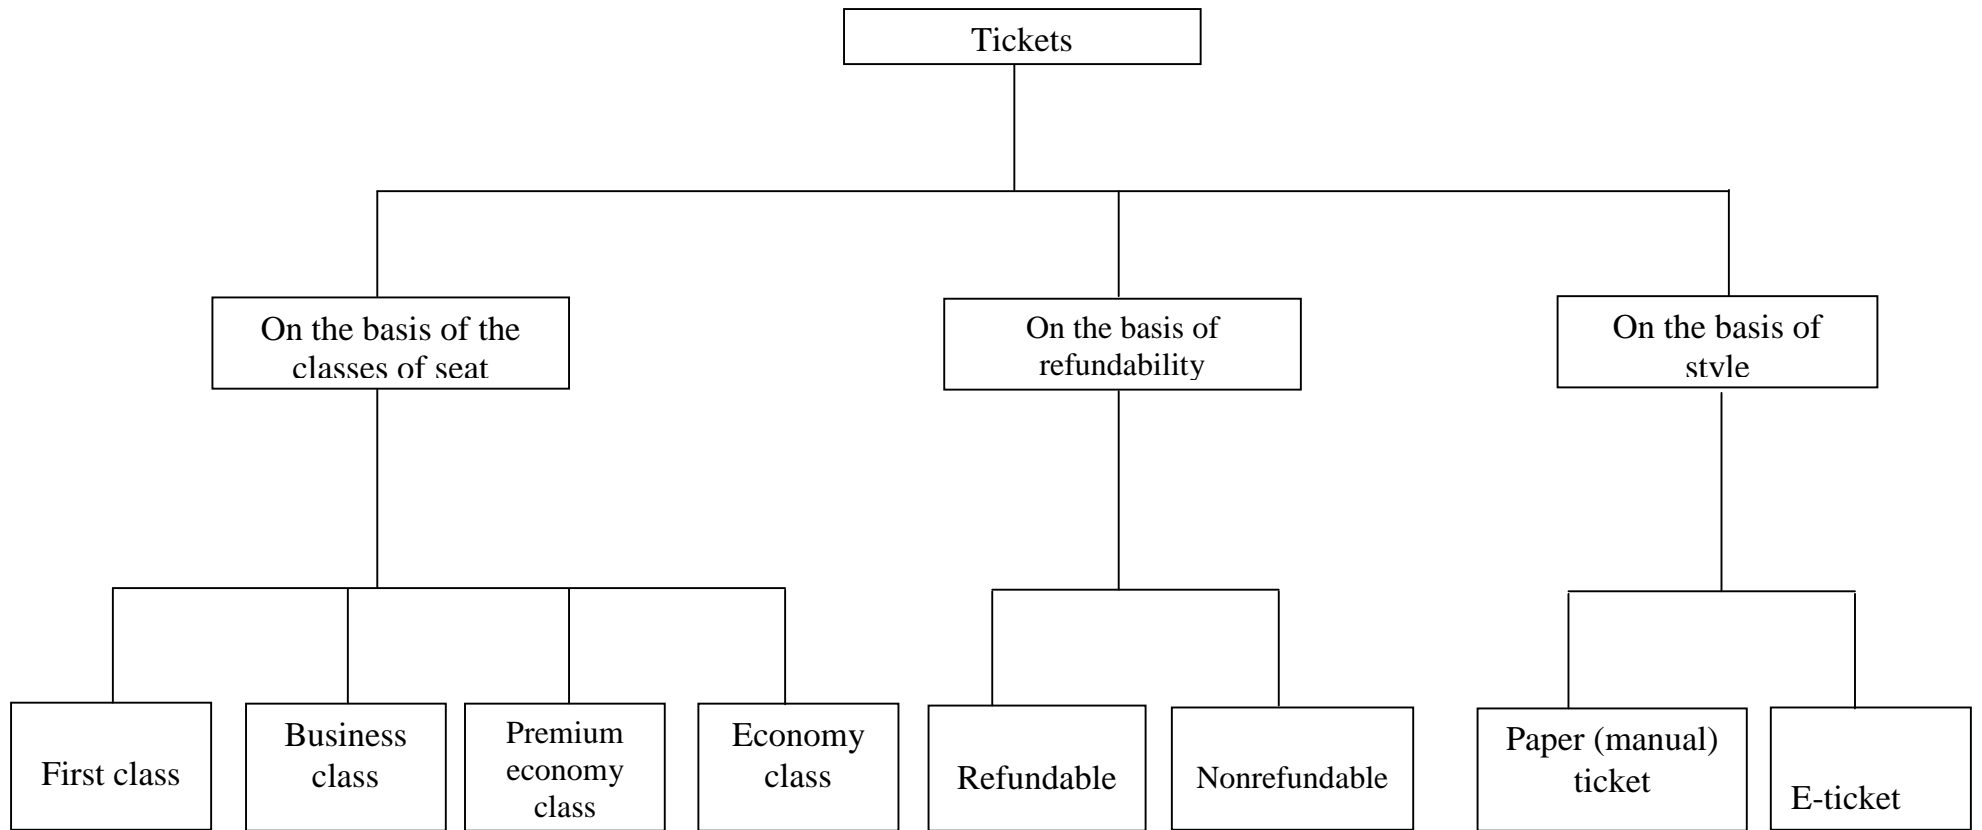 Tickets
On the basis of the
classes of seat
On the basis of
refundability
On the basis of
style
First class
Business
class
Premium
economy
class
Economy
class
Refundable
Nonrefundable
Paper (manual)
ticket
E-ticket